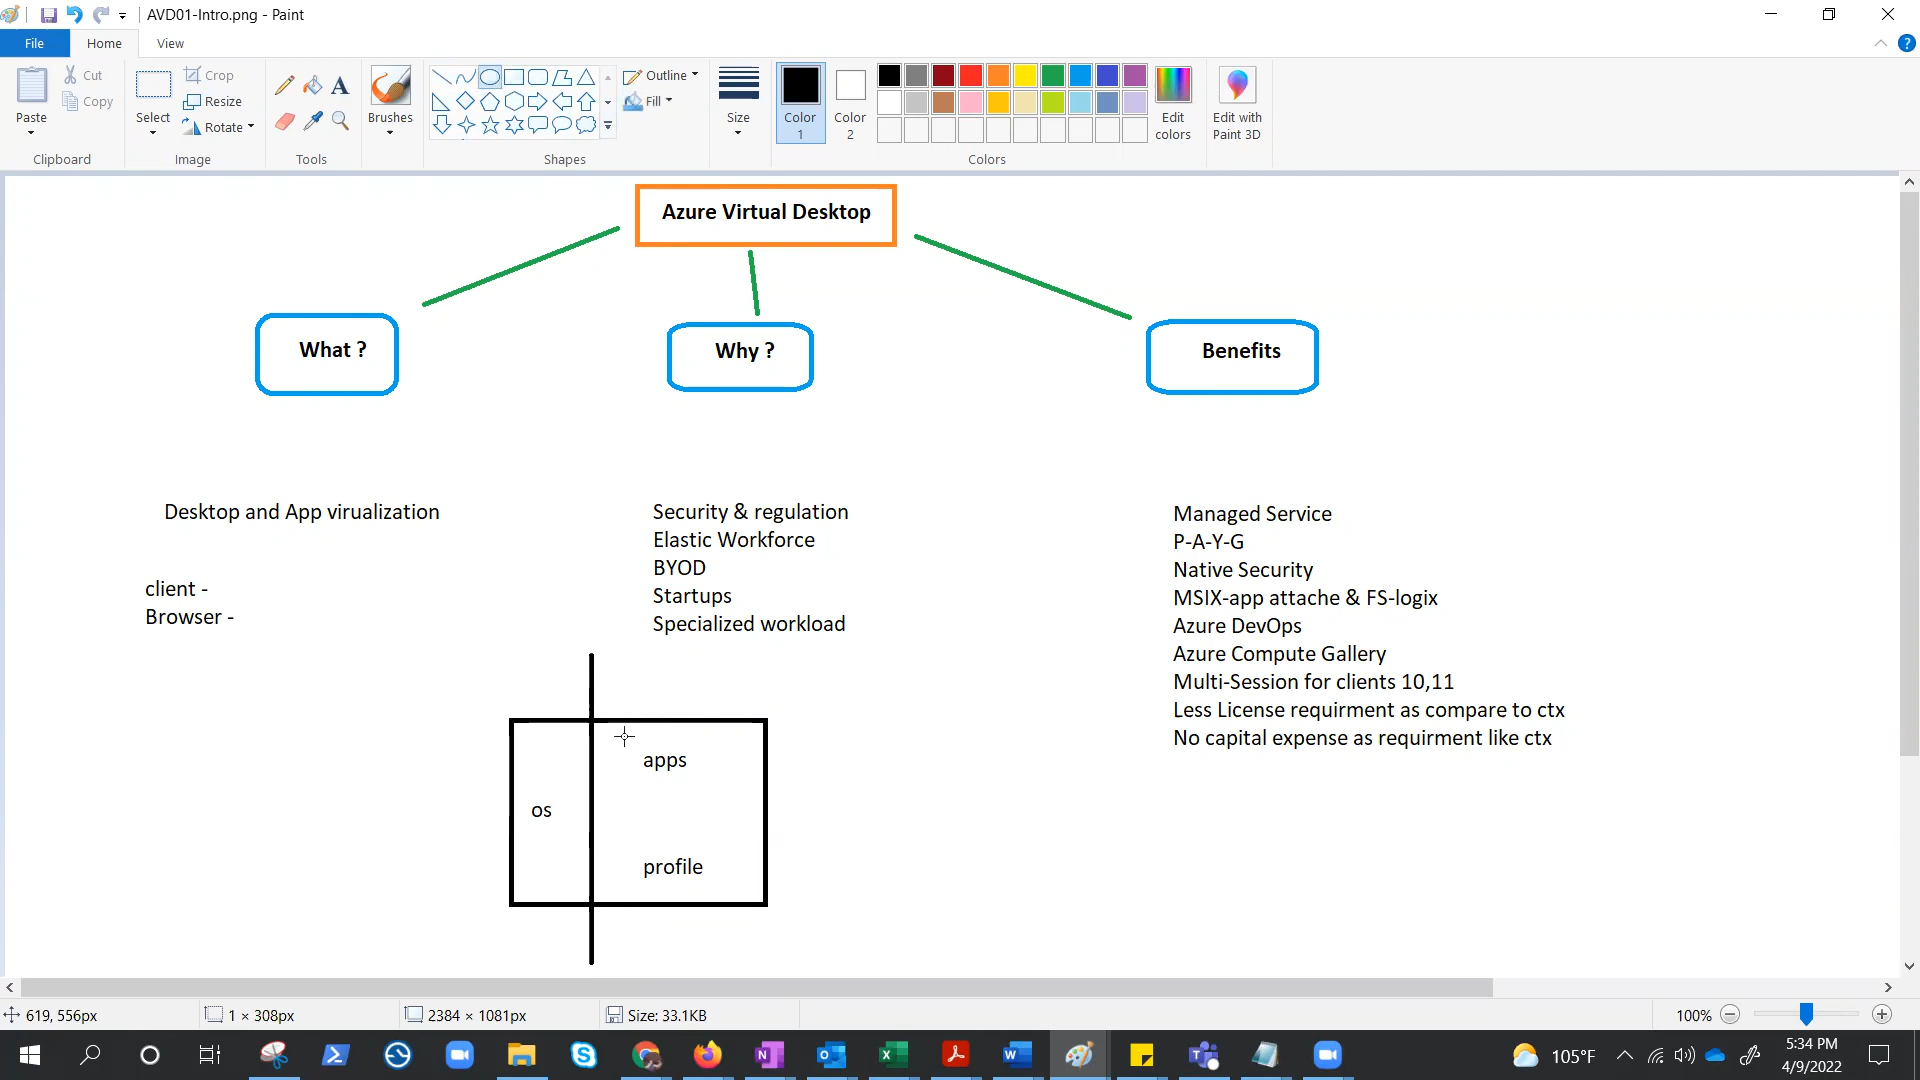 AVD01-Intro.png - Paint
File
Home
View
Paste
Cut
Copy
Clipboard
Select
Crop
Resize
Rotate
Image
A
Tools
Brushes
Outline
Fill
Shapes
Size
Color 1
Color 2
Edit colors
Edit with Paint 3D
Colors
Azure Virtual Desktop
What ?
Why ?
Benefits
Desktop and App virualization
client -
Browser -
Security & regulation
Elastic Workforce
BYOD
Startups
Specialized workload
Managed Service
P-A-Y-G
Native Security
MSIX-app attache & FS-logix
Azure DevOps
Azure Compute Gallery
Multi-Session for clients 10,11
Less License requirment as compare to ctx
No capital expense as requirment like ctx
apps
os
profile
619, 556px
1 × 308px
2384 × 1081px
Size: 33.1KB
100%
105°F
5:34 PM
4/9/2022